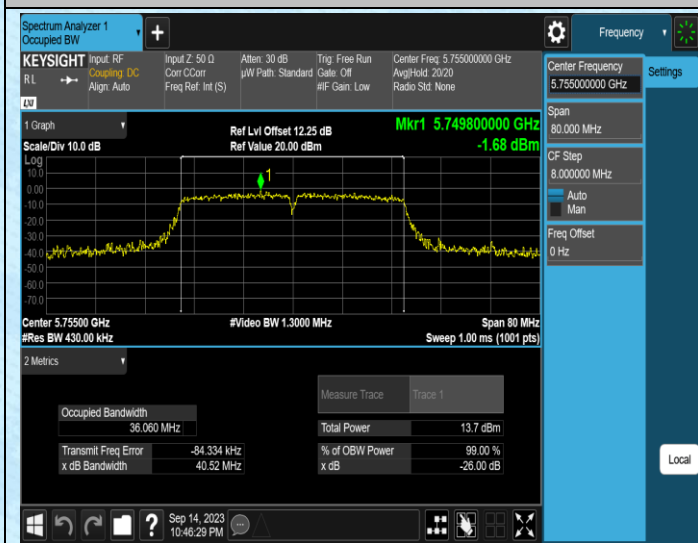 Spectrum Analyzer 1
Occupied BW
+
Frequency
KEYSIGHT
R L
LXI
Input: RF
Coupling: DC
Align: Auto
Input Z: 50 Ω
Corr CCorr
Freq Ref: Int (S)
Atten: 30 dB
µW Path: Standard
Trig: Free Run
Gate: Off
#IF Gain: Low
Center Freq: 5.755000000 GHz
Avg|Hold: 20/20
Radio Std: None
Center Frequency
5.755000000 GHz
Settings
Span
80.000 MHz
CF Step
8.000000 MHz
Auto
Man
Freq Offset
0 Hz
1 Graph
Scale/Div 10.0 dB
Ref Lvl Offset 12.25 dB
Ref Value 20.00 dBm
Mkr1 5.749800000 GHz
-1.68 dBm
Log
10.0
0.00
-10.0
-20.0
-30.0
-40.0
-50.0
-60.0
-70.0
1
Center 5.75500 GHz
#Video BW 1.3000 MHz
Span 80 MHz
#Res BW 430.00 kHz
Sweep 1.00 ms (1001 pts)
2 Metrics
Measure Trace Trace 1
Occupied Bandwidth
36.060 MHz
Total Power 13.7 dBm
Transmit Freq Error -84.334 kHz
% of OBW Power 99.00 %
x dB Bandwidth 40.52 MHz
x dB -26.00 dB
Local
?
Sep 14, 2023
10:46:29 PM